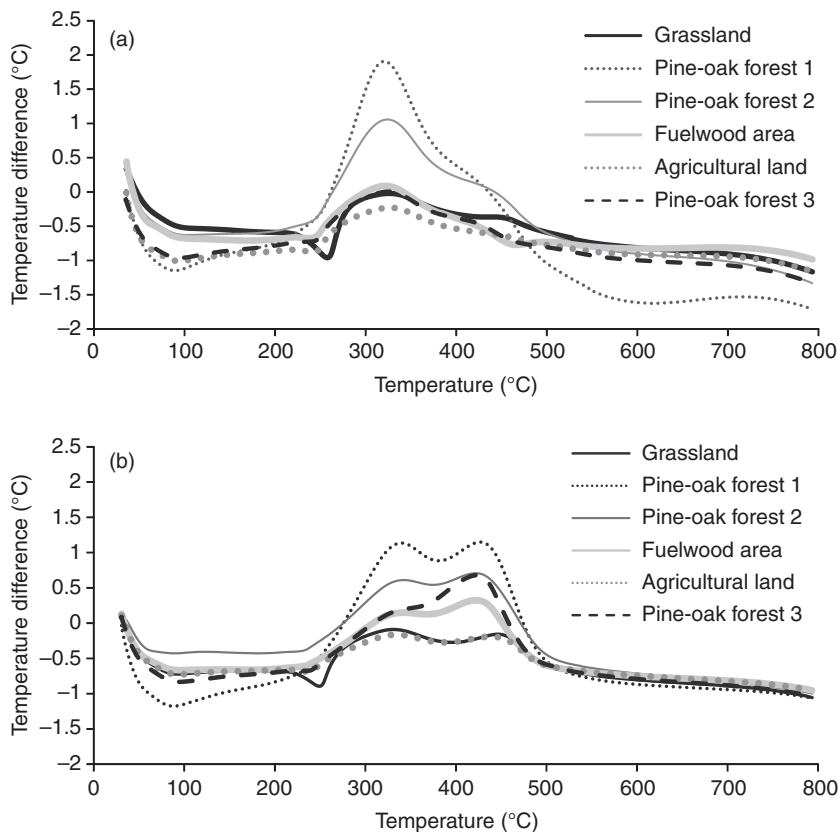 (a)
Temperature difference (°C)
2.5
2
1.5
1
0.5
0
–0.5
–1
–1.5
–2
0 100 200 300 400 500 600 700 800
Temperature (°C)
Grassland
Pine-oak forest 1
Pine-oak forest 2
Fuelwood area
Agricultural land
Pine-oak forest 3
(b)
Temperature difference (°C)
2.5
2
1.5
1
0.5
0
–0.5
–1
–1.5
–2
0 100 200 300 400 500 600 700 800
Temperature (°C)
Grassland
Pine-oak forest 1
Pine-oak forest 2
Fuelwood area
Agricultural land
Pine-oak forest 3